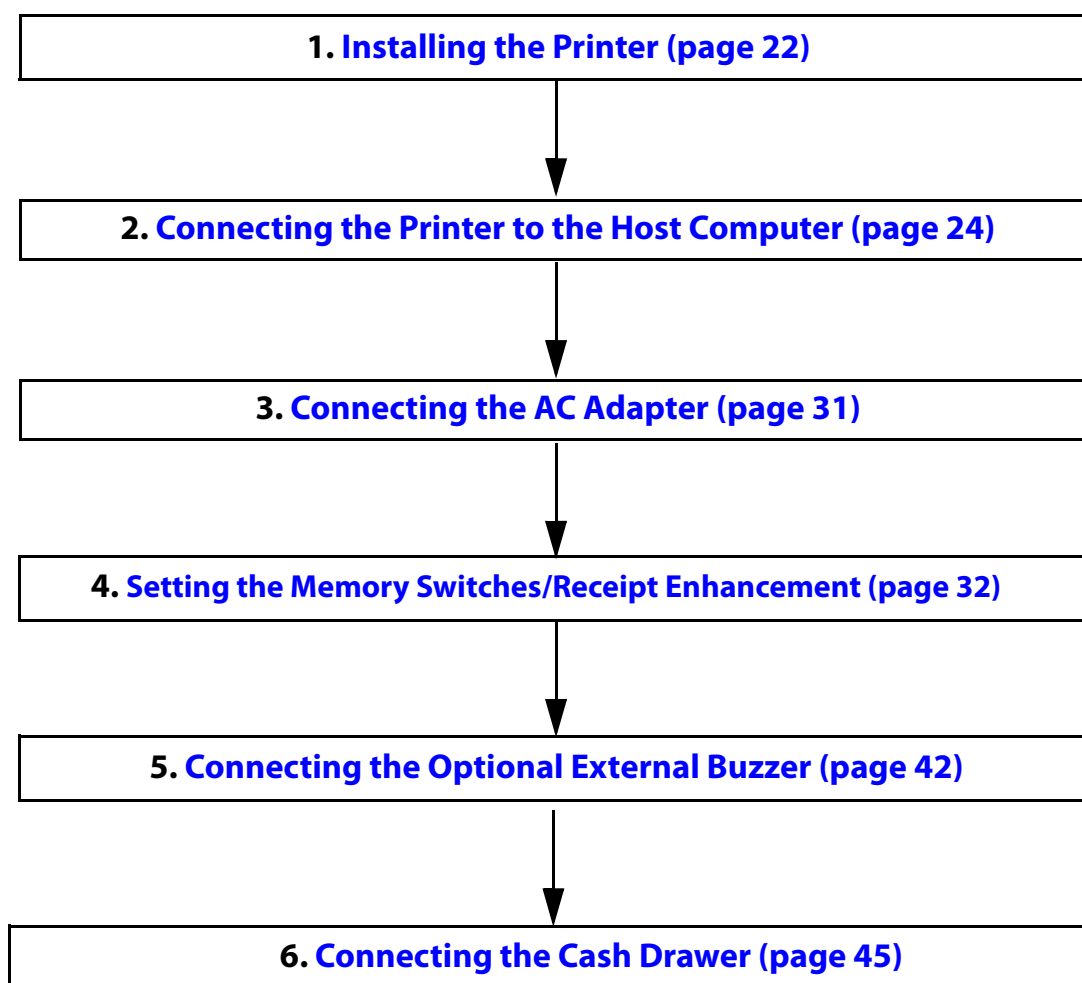 1. Installing the Printer (page 22)
2. Connecting the Printer to the Host Computer (page 24)
3. Connecting the AC Adapter (page 31)
4. Setting the Memory Switches/Receipt Enhancement (page 32)
5. Connecting the Optional External Buzzer (page 42)
6. Connecting the Cash Drawer (page 45)